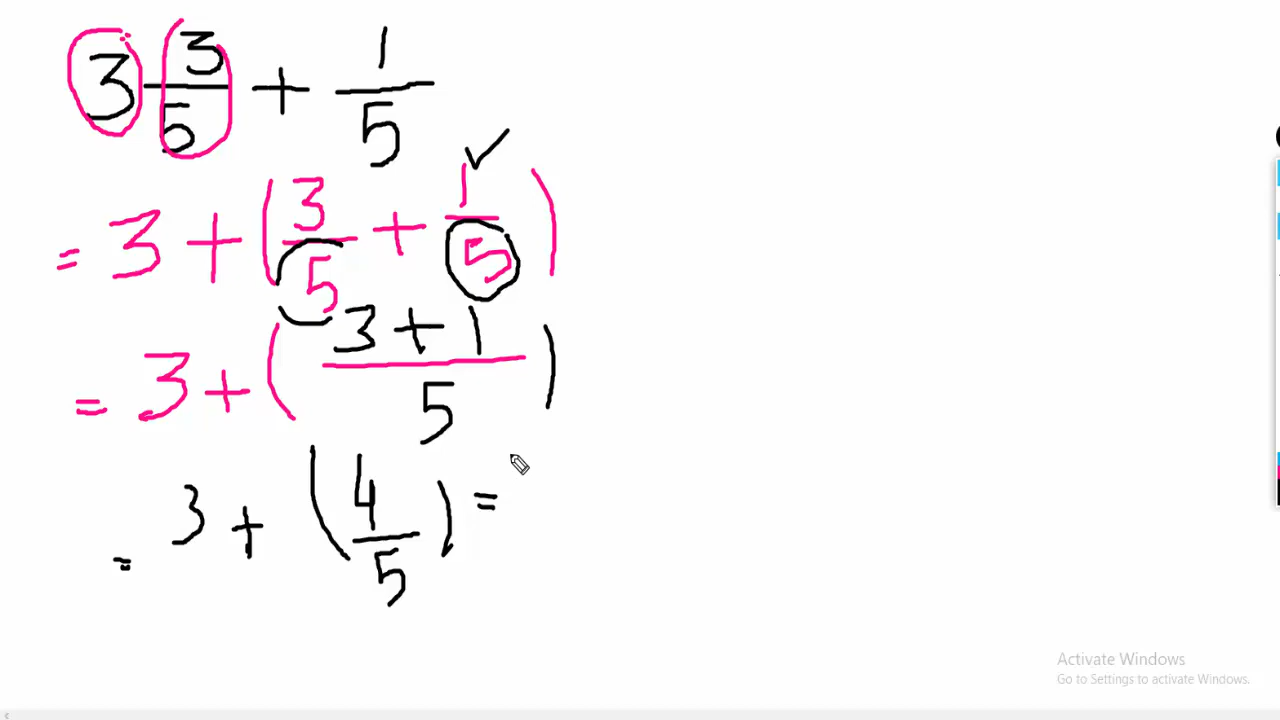 3 3/5 + 1/5
= 3 + (3/5 + 1/5) ✓
= 3 + (3 + 1/5)
= 3 + (4/5) =
Activate Windows
Go to Settings to activate Windows.